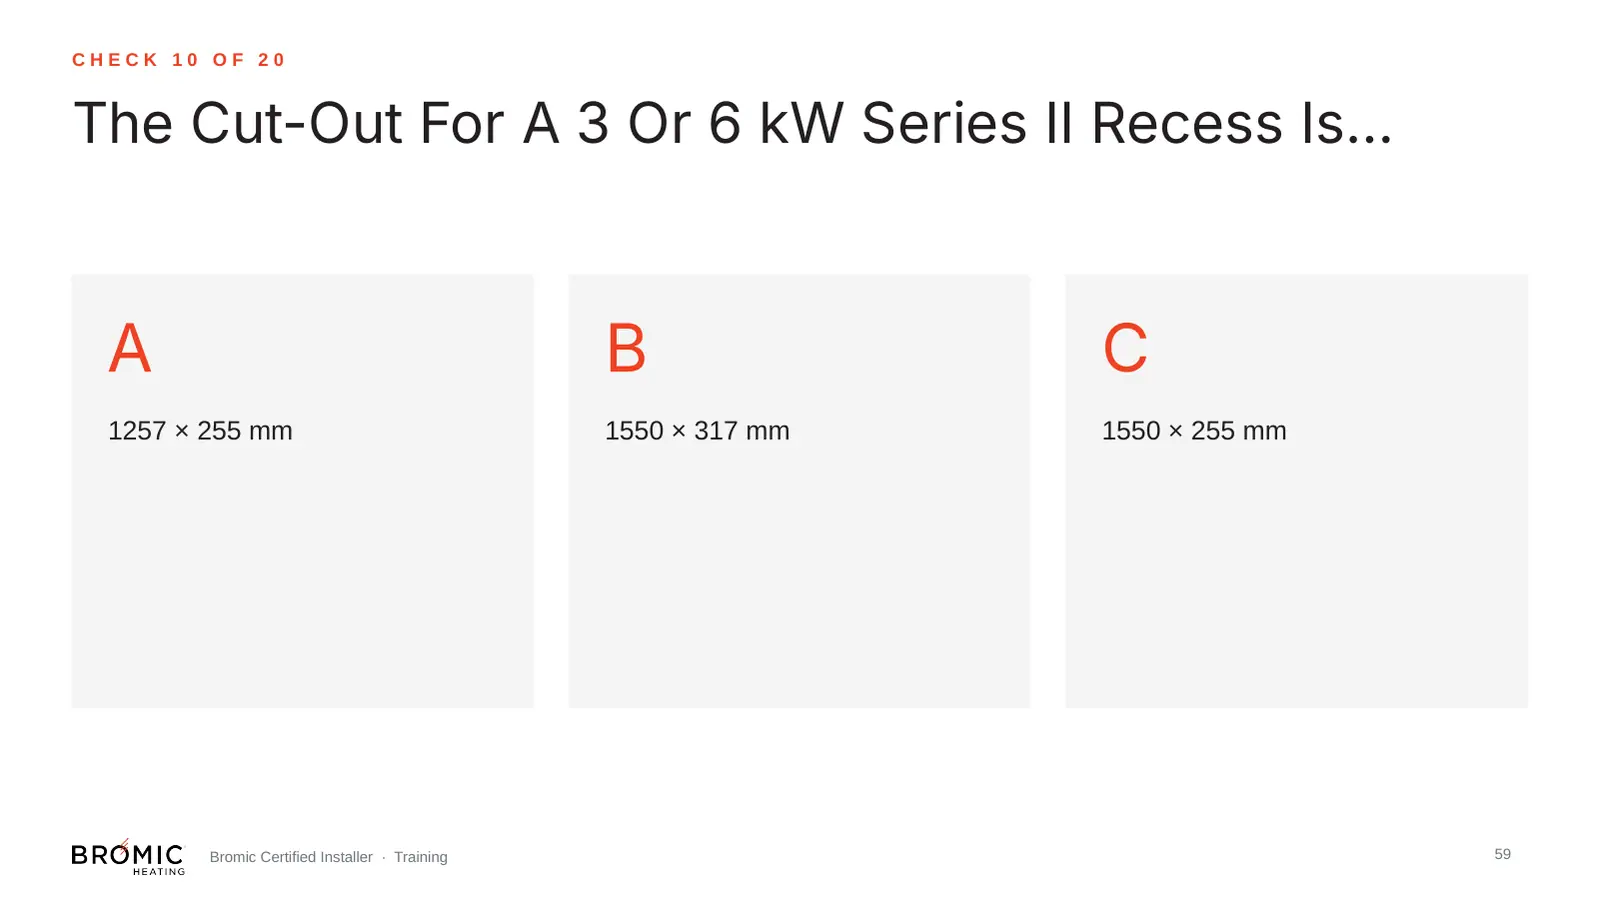 CHECK 10 OF 20
The Cut-Out For A 3 Or 6 kW Series II Recess Is...
A
1257 × 255 mm
B
1550 × 317 mm
C
1550 × 255 mm
BROMIC
HEATING
Bromic Certified Installer · Training
59